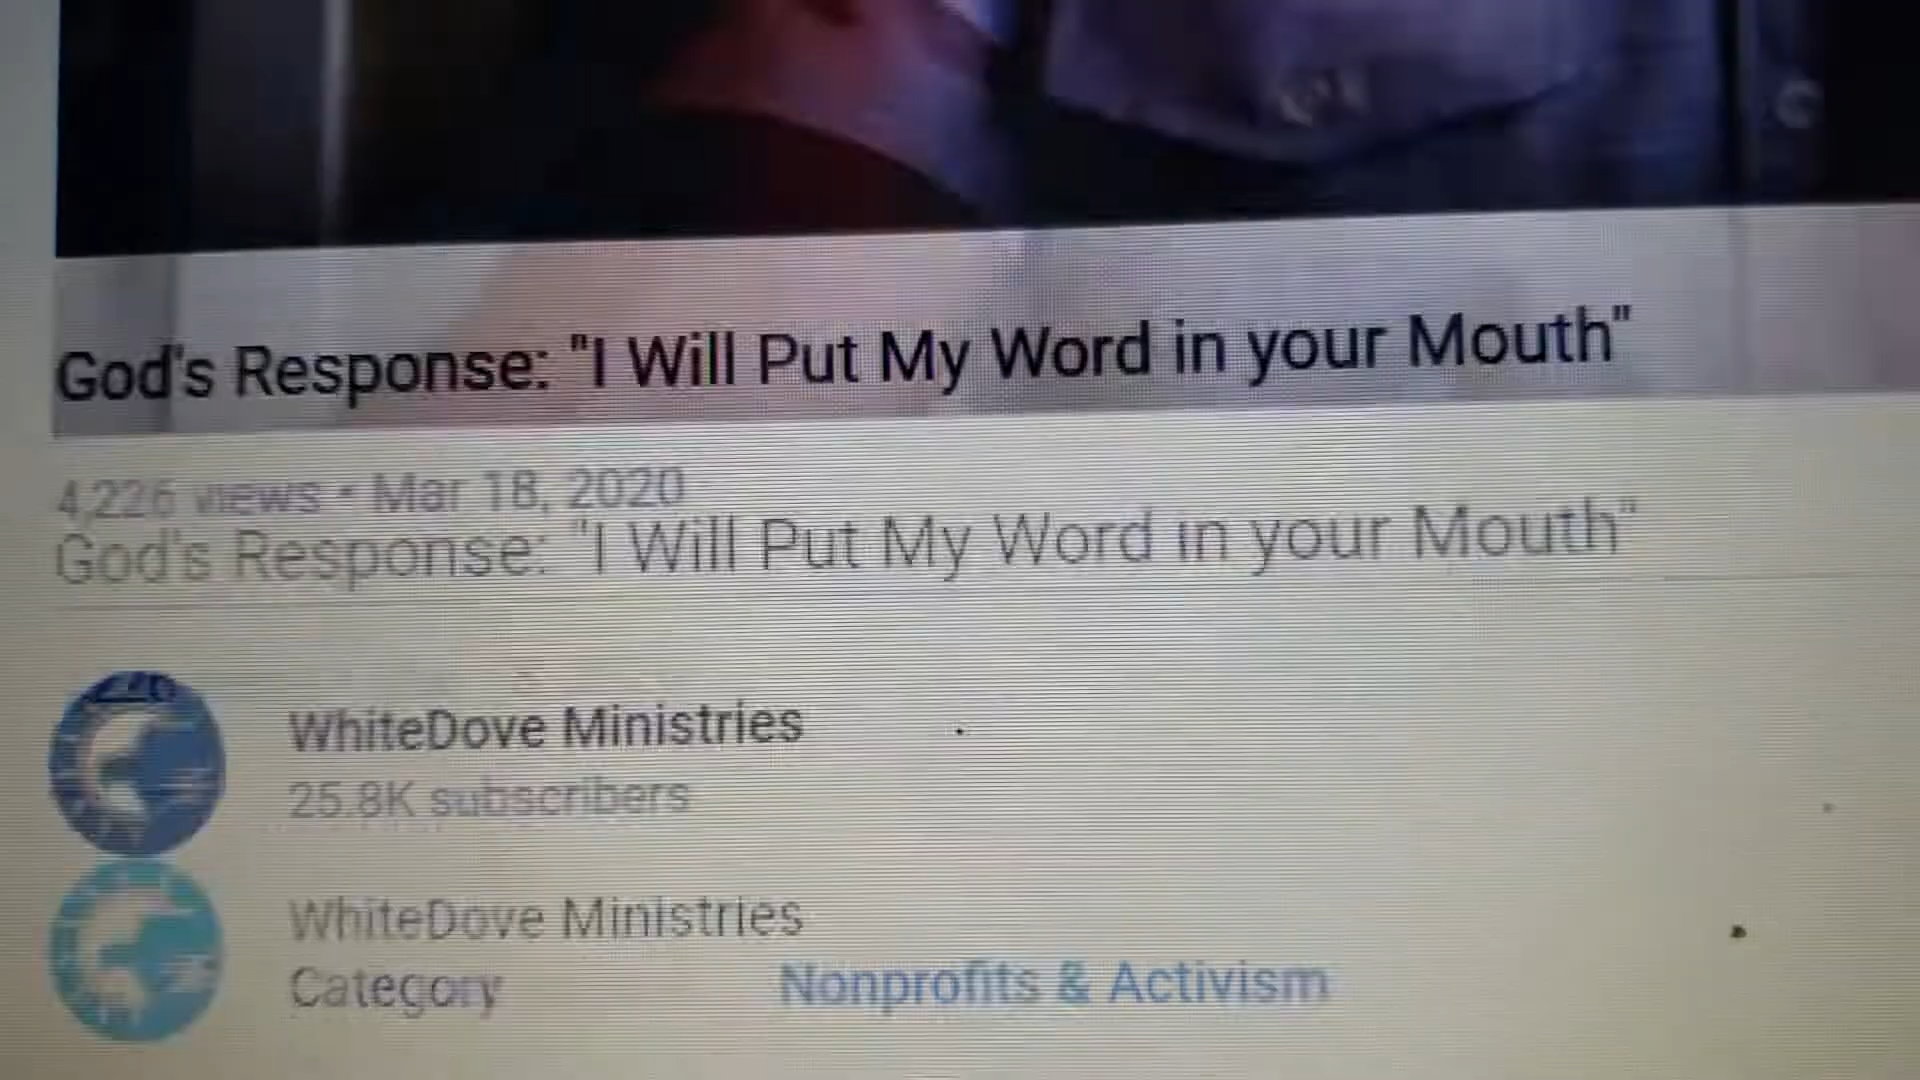 God's Response: "I Will Put My Word in your Mouth"
4,226 views • Mar 18, 2020
God's Response: "I Will Put My Word in your Mouth"
WhiteDove Ministries
25.8K subscribers
WhiteDove Ministries
Category Nonprofits & Activism